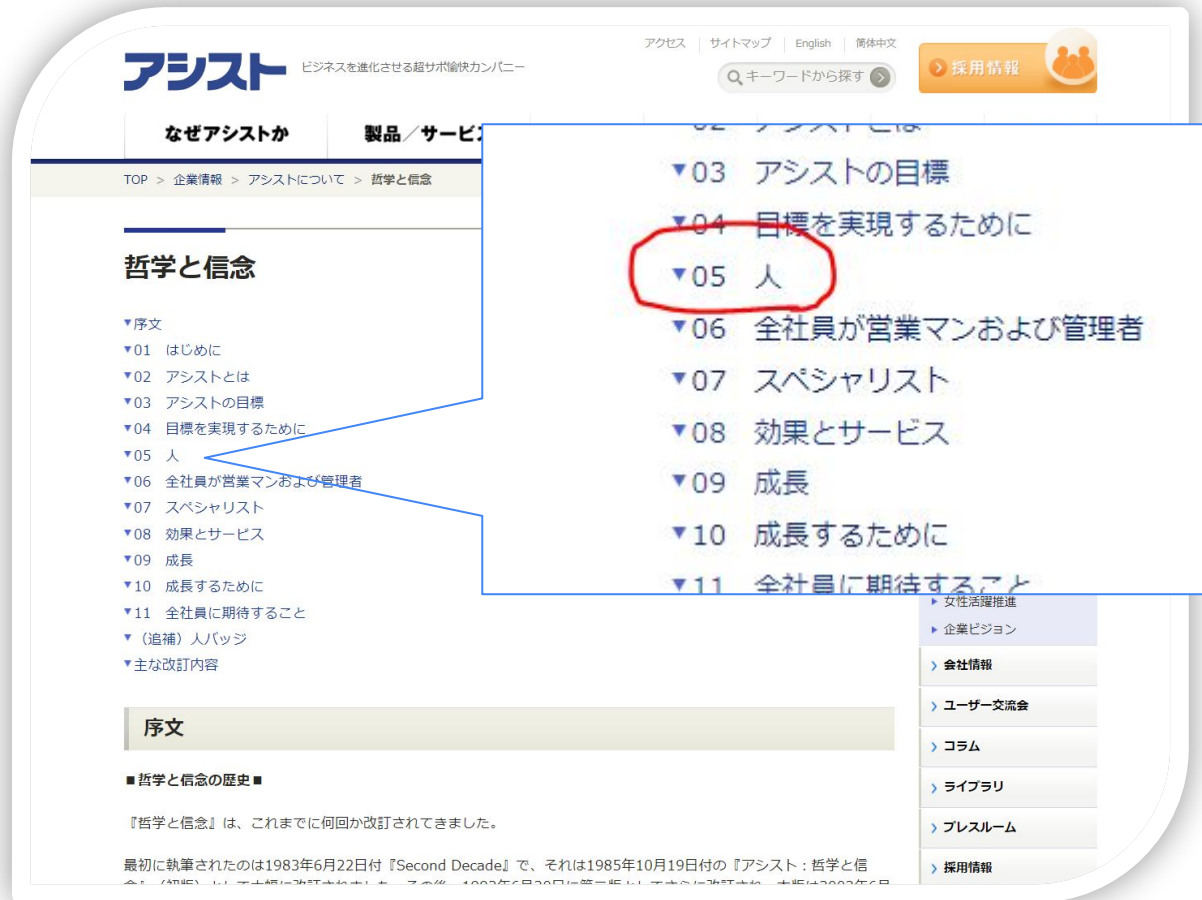 アシスト
ビジネスを進化させる超サポ愉快カンパニー
アクセス
サイトマップ
English
简体中文
キーワードから探す
採用情報
なぜアシストか
製品／サービス
TOP > 企業情報 > アシストについて > 哲学と信念
哲学と信念
▼序文
▼01 はじめに
▼02 アシストとは
▼03 アシストの目標
▼04 目標を実現するために
▼05 人
▼06 全社員が営業マンおよび管理者
▼07 スペシャリスト
▼08 効果とサービス
▼09 成長
▼10 成長するために
▼11 全社員に期待すること
▼（追補）人バッジ
▼主な改訂内容
02 アシストとは
▼03 アシストの目標
▼04 目標を実現するために
▼05 人
▼06 全社員が営業マンおよび管理者
▼07 スペシャリスト
▼08 効果とサービス
▼09 成長
▼10 成長するために
▼11 全社員に期待すること
女性活躍推進
企業ビジョン
会社情報
ユーザー交流会
コラム
ライブラリ
プレスルーム
採用情報
序文
■哲学と信念の歴史■
『哲学と信念』は、これまでに何回か改訂されてきました。
最初に執筆されたのは1983年6月22日付『Second Decade』で、それは1985年10月19日付の『アシスト：哲学と信